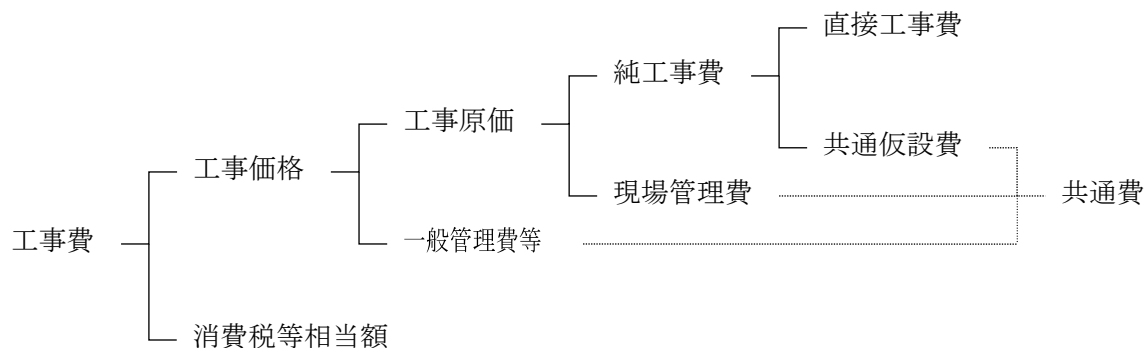 直接工事費
純工事費
工事原価
共通仮設費
工事価格
現場管理費
共通費
工事費
一般管理費等
消費税等相当額